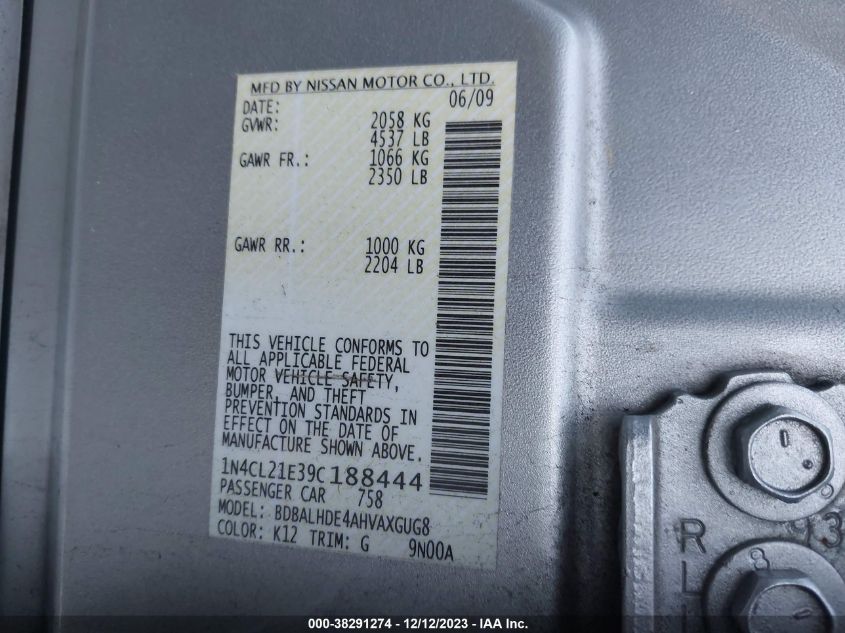 MFD BY NISSAN MOTOR CO., LTD.
DATE: 06/09
GVWR: 2058 KG
4537 LB
GAWR FR.: 1066 KG
2350 LB
GAWR RR.: 1000 KG
2204 LB
THIS VEHICLE CONFORMS TO
ALL APPLICABLE FEDERAL
MOTOR VEHICLE SAFETY,
BUMPER, AND THEFT
PREVENTION STANDARDS IN
EFFECT ON THE DATE OF
MANUFACTURE SHOWN ABOVE.
1N4CL21E39C188444
PASSENGER CAR 758
MODEL: BDBALHDE4AHVAXGUG8
COLOR: K12 TRIM: G 9N00A
000-38291274 - 12/12/2023 - IAA Inc.